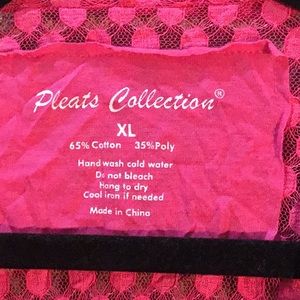 Pleats Collection®
XL
65% Cotton 35% Poly
Hand wash cold water
Do not bleach
Hang to dry
Cool iron if needed
Made in China